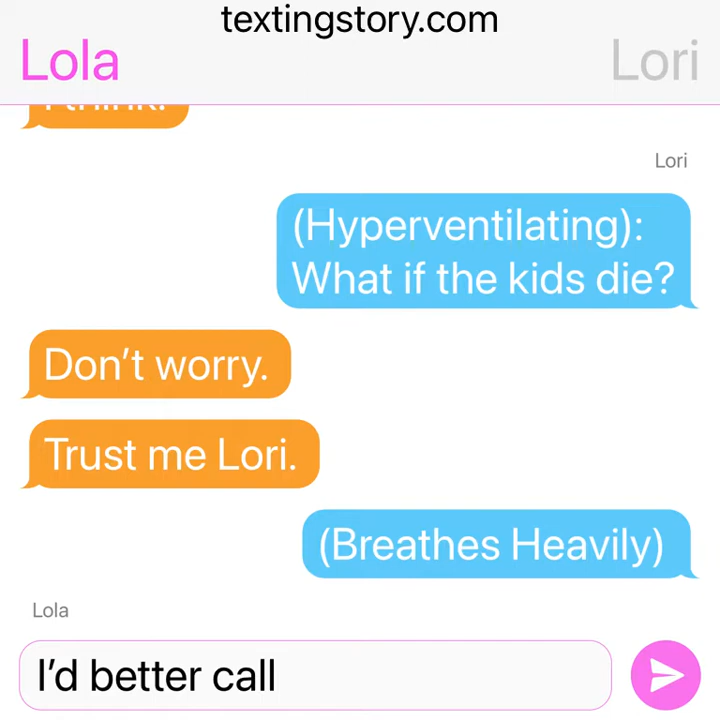 textingstory.com
Lola
Lori
Lori
(Hyperventilating):
What if the kids die?
Don’t worry.
Trust me Lori.
(Breathes Heavily)
Lola
I’d better call